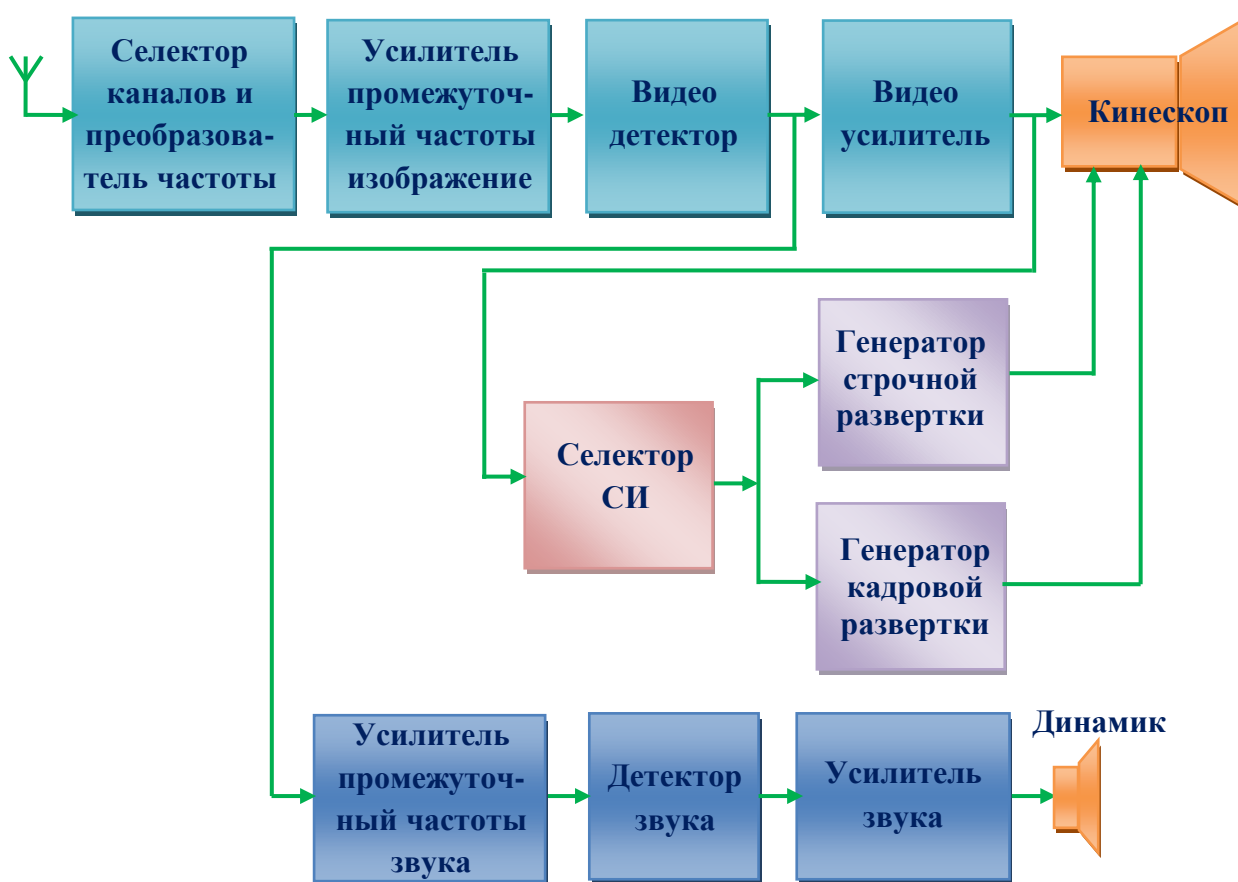 Селектор
каналов и
преобразова-
тель частоты
Усилитель
промежуточ-
ный частоты
изображение
Видео
детектор
Видео
усилитель
Кинескоп
Генератор
строчной
развертки
Селектор
СИ
Генератор
кадровой
развертки
Усилитель
промежуточ-
ный частоты
звука
Детектор
звука
Усилитель
звука
Динамик